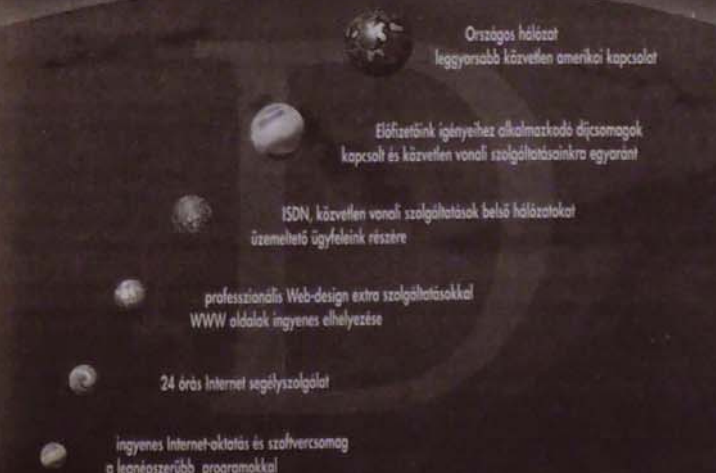 Országos hálózat
leggyorsabb közvetlen amerikai kapcsolat
Előfizetőink igényeihez alkalmazkodó díjcsomagok
kapcsolt és közvetlen vonali szolgáltatásainkra egyaránt
ISDN, közvetlen vonali szolgáltatások belső hálózatokat
üzemeltető ügyfeleink részére
professzionális Web-design extra szolgáltatásokkal
WWW oldalak ingyenes elhelyezése
24 órás Internet segélyszolgálat
ingyenes Internet-oktatás és szoftvercsomag
a legnépszerűbb programokkal